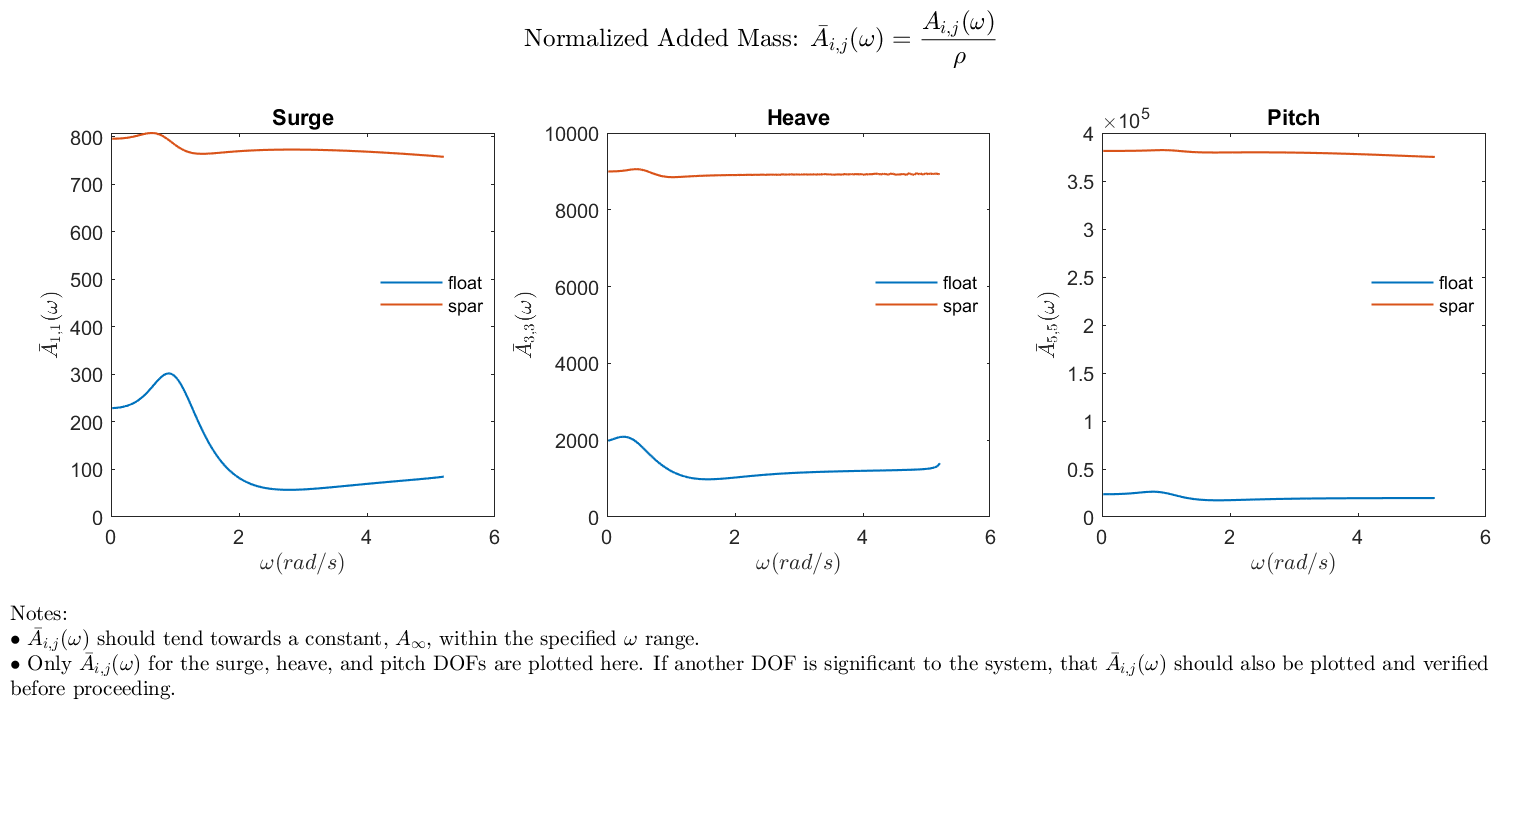 Normalized Added Mass: Ā_{i,j}(ω) = A_{i,j}(ω) / ρ
Surge
800
700
600
500
400
300
200
100
0
0 2 4 6
Ā_{1,1}(ω)
ω(rad/s)
float
spar
Heave
10000
8000
6000
4000
2000
0
0 2 4 6
Ā_{3,3}(ω)
ω(rad/s)
float
spar
Pitch
×10^5
4
3.5
3
2.5
2
1.5
1
0.5
0
0 2 4 6
Ā_{5,5}(ω)
ω(rad/s)
float
spar
Notes:
• Ā_{i,j}(ω) should tend towards a constant, A_∞, within the specified ω range.
• Only Ā_{i,j}(ω) for the surge, heave, and pitch DOFs are plotted here. If another DOF is significant to the system, that Ā_{i,j}(ω) should also be plotted and verified
before proceeding.